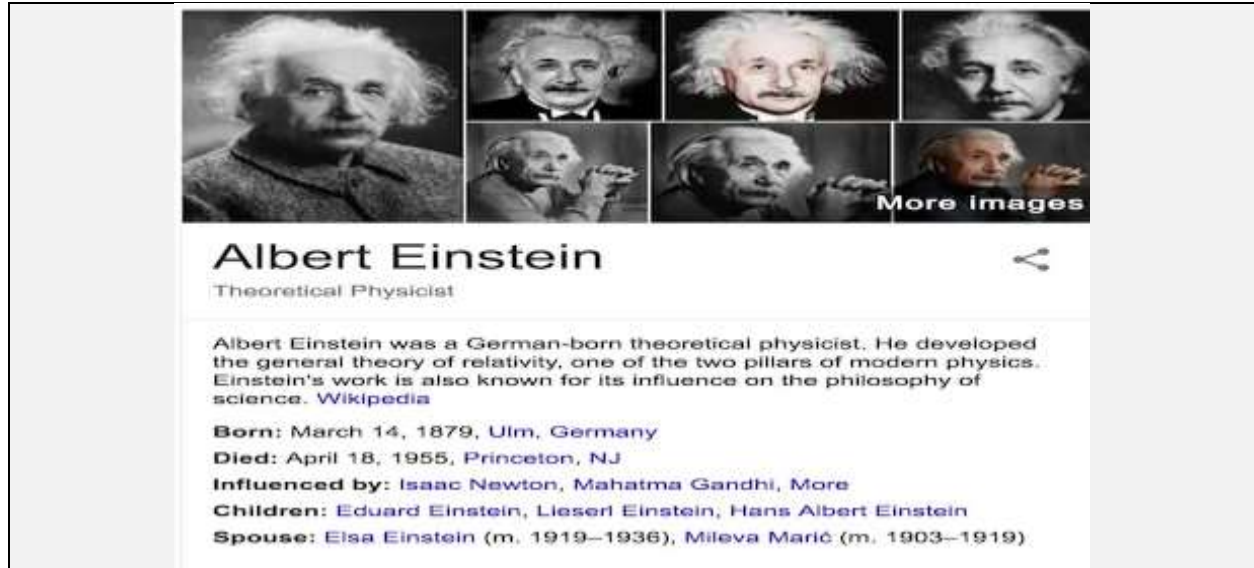 More images
Albert Einstein
Theoretical Physicist
Albert Einstein was a German-born theoretical physicist. He developed
the general theory of relativity, one of the two pillars of modern physics.
Einstein's work is also known for its influence on the philosophy of
science. Wikipedia
Born: March 14, 1879, Ulm, Germany
Died: April 18, 1955, Princeton, NJ
Influenced by: Isaac Newton, Mahatma Gandhi, More
Children: Eduard Einstein, Lieserl Einstein, Hans Albert Einstein
Spouse: Elsa Einstein (m. 1919–1936), Mileva Marić (m. 1903–1919)